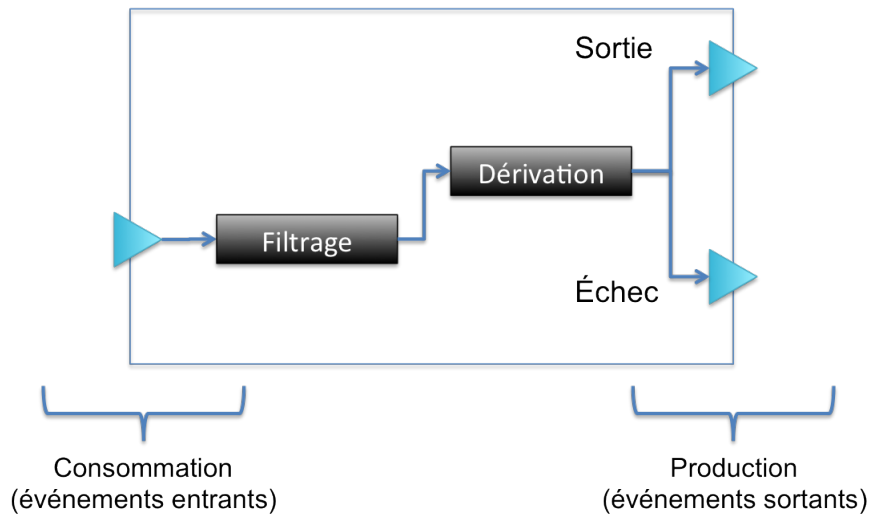 Sortie
Dérivation
Filtrage
Échec
Consommation
(événements entrants)
Production
(événements sortants)